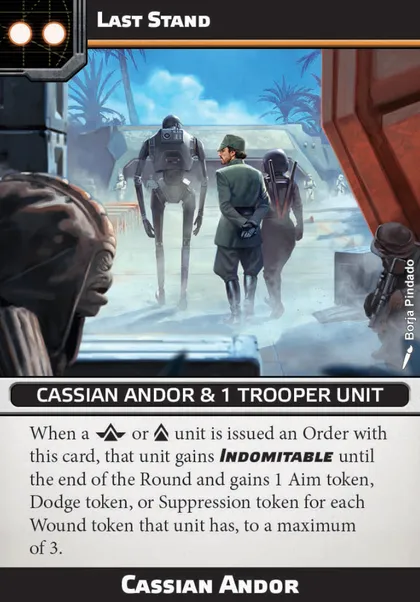 Last Stand
Borja Pindado
CASSIAN ANDOR & 1 TROOPER UNIT
When a or unit is issued an Order with
this card, that unit gains Indomitable until
the end of the Round and gains 1 Aim token,
Dodge token, or Suppression token for each
Wound token that unit has, to a maximum
of 3.
Cassian Andor